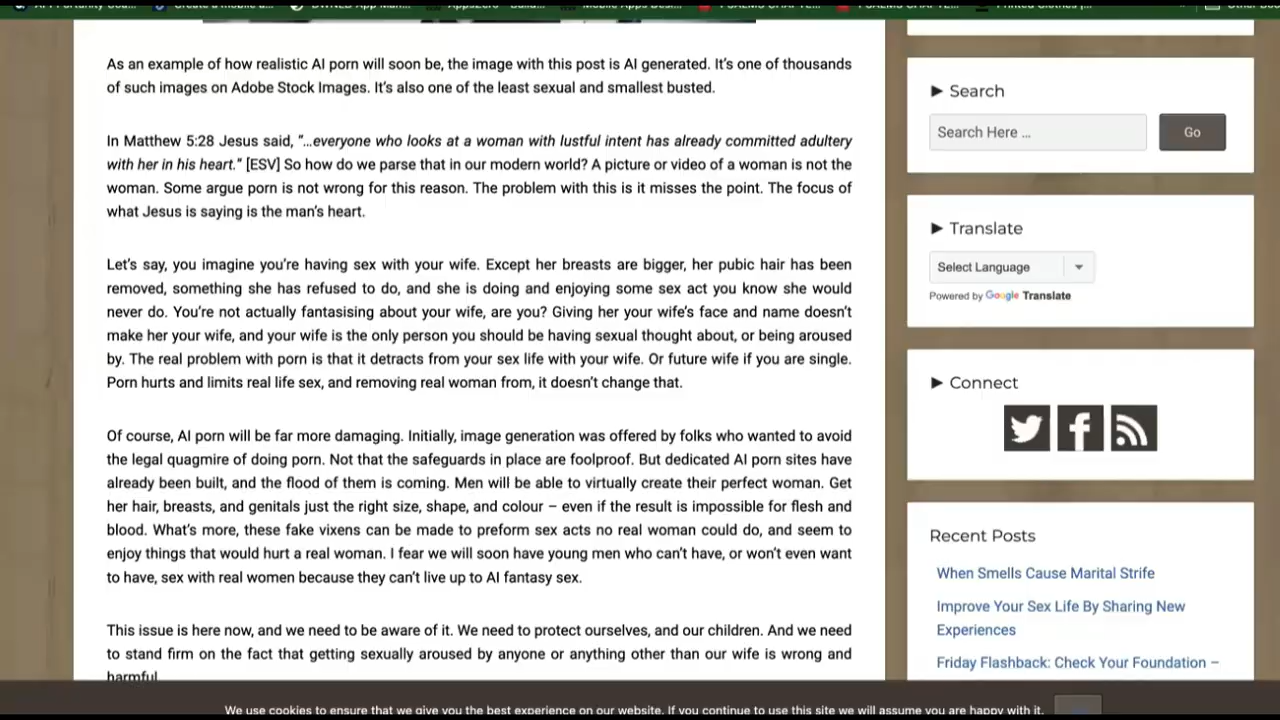 As an example of how realistic AI porn will soon be, the image with this post is AI generated. It's one of thousands
of such images on Adobe Stock Images. It's also one of the least sexual and smallest busted.
In Matthew 5:28 Jesus said, "…everyone who looks at a woman with lustful intent has already committed adultery
with her in his heart." [ESV] So how do we parse that in our modern world? A picture or video of a woman is not the
woman. Some argue porn is not wrong for this reason. The problem with this is it misses the point. The focus of
what Jesus is saying is the man's heart.
Let's say, you imagine you're having sex with your wife. Except her breasts are bigger, her pubic hair has been
removed, something she has refused to do, and she is doing and enjoying some sex act you know she would
never do. You're not actually fantasising about your wife, are you? Giving her your wife's face and name doesn't
make her your wife, and your wife is the only person you should be having sexual thought about, or being aroused
by. The real problem with porn is that it detracts from your sex life with your wife. Or future wife if you are single.
Porn hurts and limits real life sex, and removing real woman from, it doesn't change that.
Of course, AI porn will be far more damaging. Initially, image generation was offered by folks who wanted to avoid
the legal quagmire of doing porn. Not that the safeguards in place are foolproof. But dedicated AI porn sites have
already been built, and the flood of them is coming. Men will be able to virtually create their perfect woman. Get
her hair, breasts, and genitals just the right size, shape, and colour – even if the result is impossible for flesh and
blood. What's more, these fake vixens can be made to preform sex acts no real woman could do, and seem to
enjoy things that would hurt a real woman. I fear we will soon have young men who can't have, or won't even want
to have, sex with real women because they can't live up to AI fantasy sex.
This issue is here now, and we need to be aware of it. We need to protect ourselves, and our children. And we need
to stand firm on the fact that getting sexually aroused by anyone or anything other than our wife is wrong and
harmful
► Search
Search Here ...
Go
► Translate
Select Language
Powered by Google Translate
► Connect
Recent Posts
When Smells Cause Marital Strife
Improve Your Sex Life By Sharing New
Experiences
Friday Flashback: Check Your Foundation –
We use cookies to ensure that we give you the best experience on our website. If you continue to use this site we will assume you are happy with it.